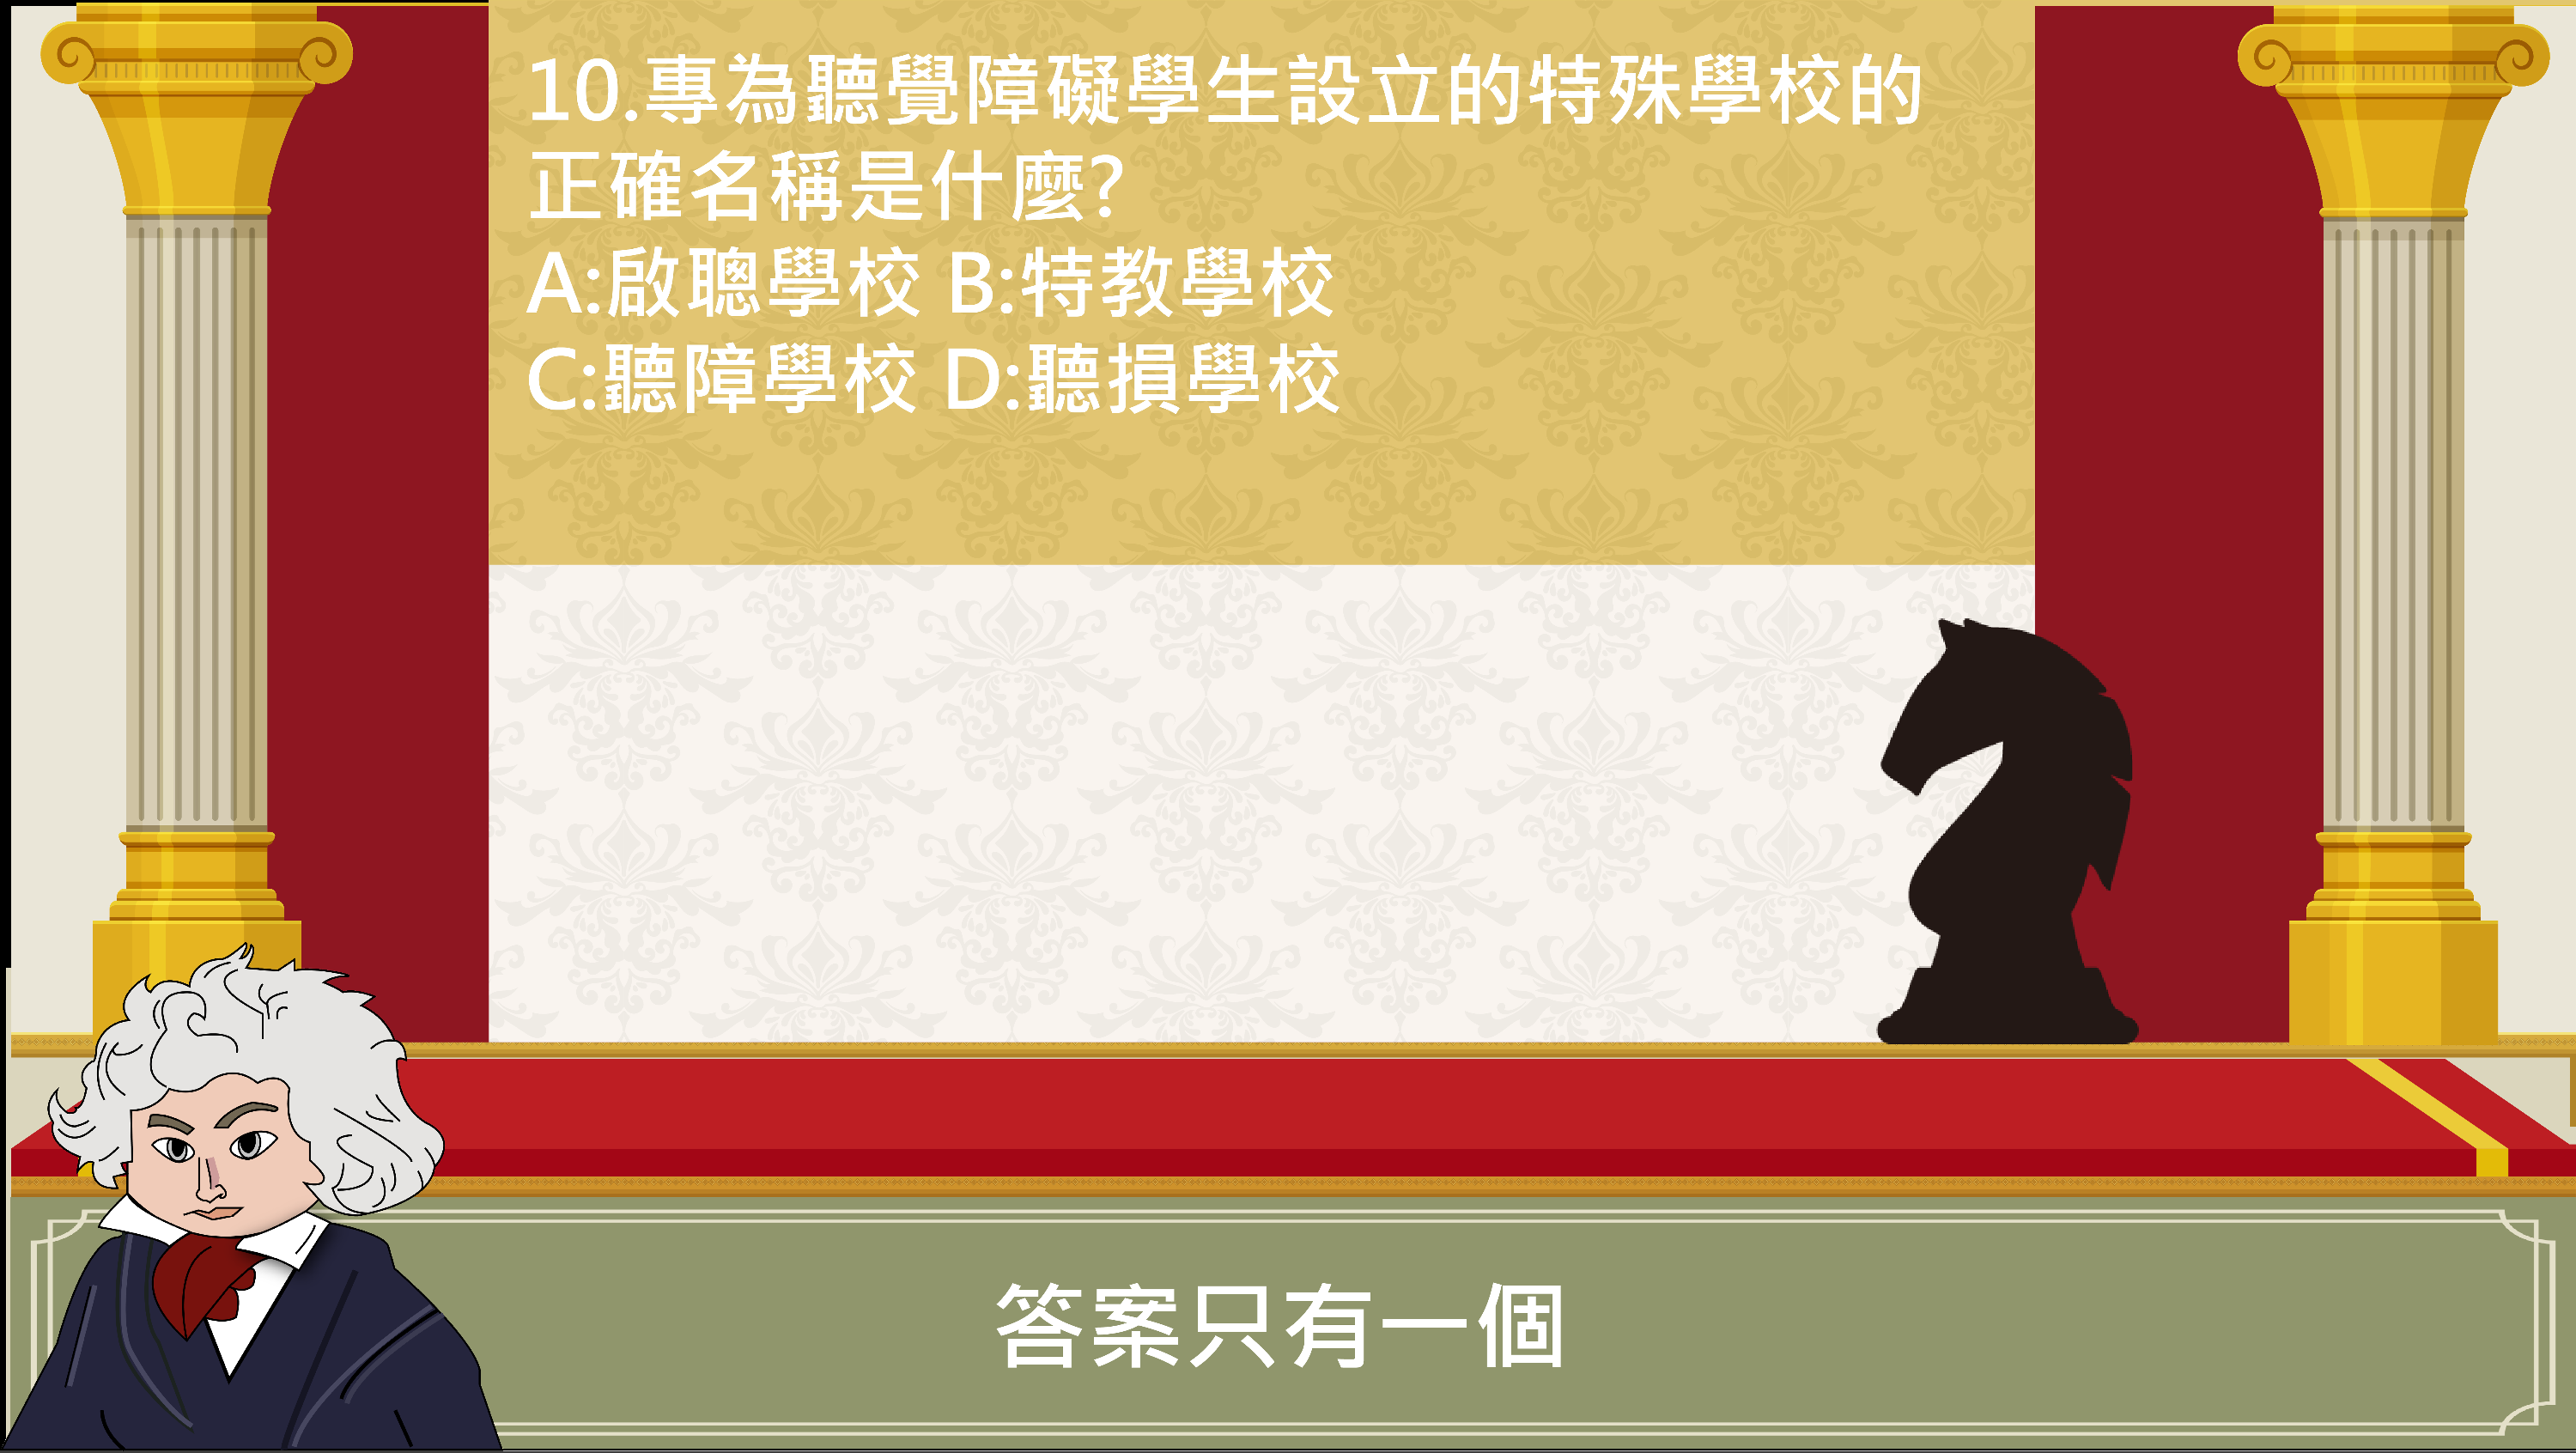 10.專為聽覺障礙學生設立的特殊學校的
正確名稱是什麼?
A:啟聰學校 B:特教學校
C:聽障學校 D:聽損學校
答案只有一個